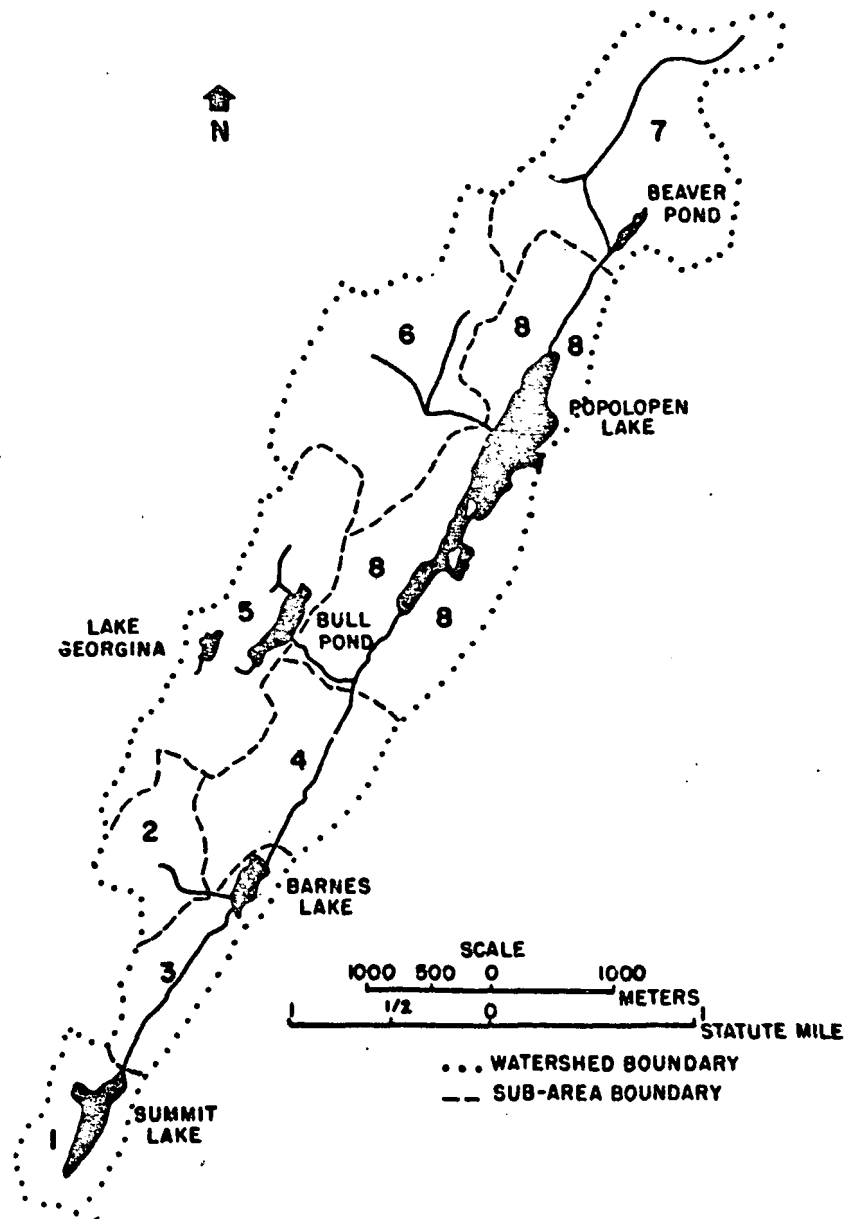 N
7
BEAVER
POND
6
8
8
POPOLOPEN
LAKE
8
5
BULL
POND
8
LAKE
GEORGINA
4
2
BARNES
LAKE
3
SCALE
1000 500 0 1000
METERS
1 1/2 0 1
STATUTE MILE
WATERSHED BOUNDARY
SUB-AREA BOUNDARY
SUMMIT
LAKE
1